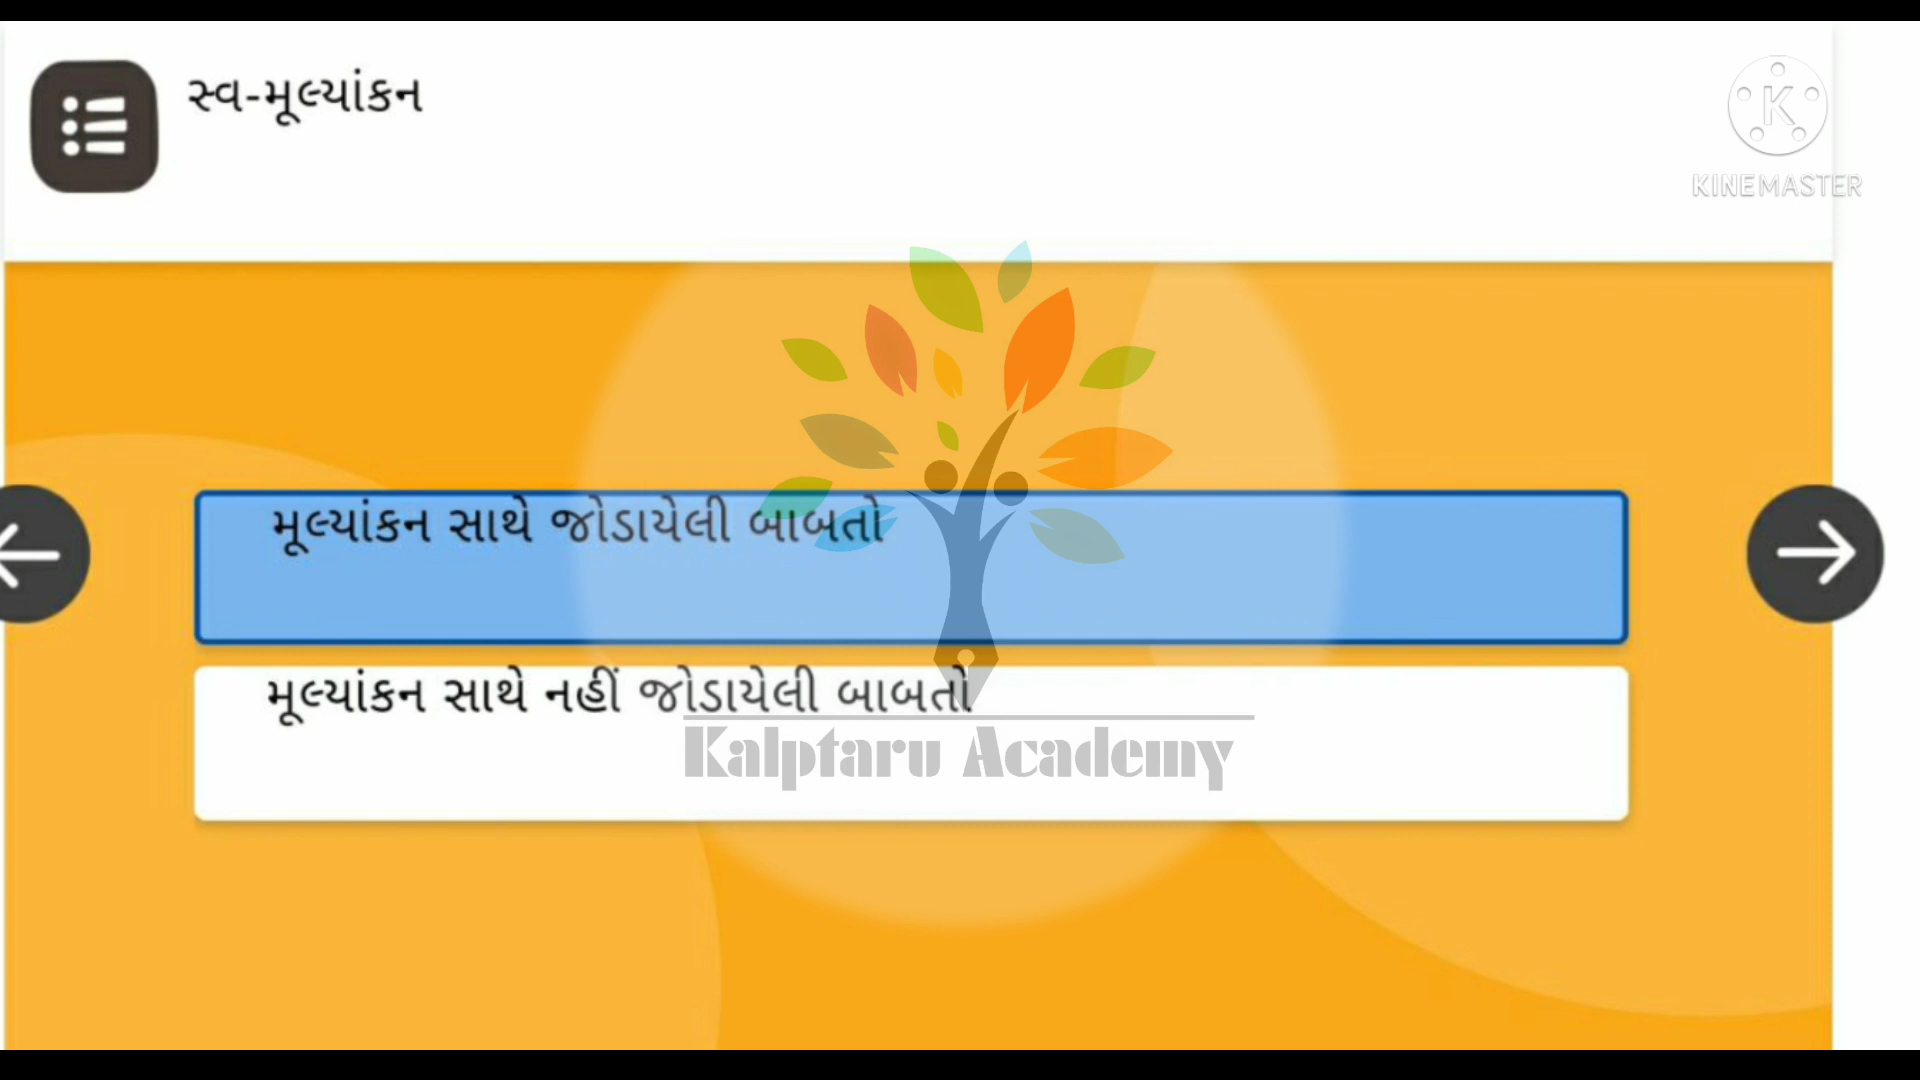 સ્વ-મૂલ્યાંકન
K
KINEMASTER
મૂલ્યાંકન સાથે જોડાયેલી બાબતો
મૂલ્યાંકન સાથે નહીં જોડાયેલી બાબતો
Kalptaru Academy